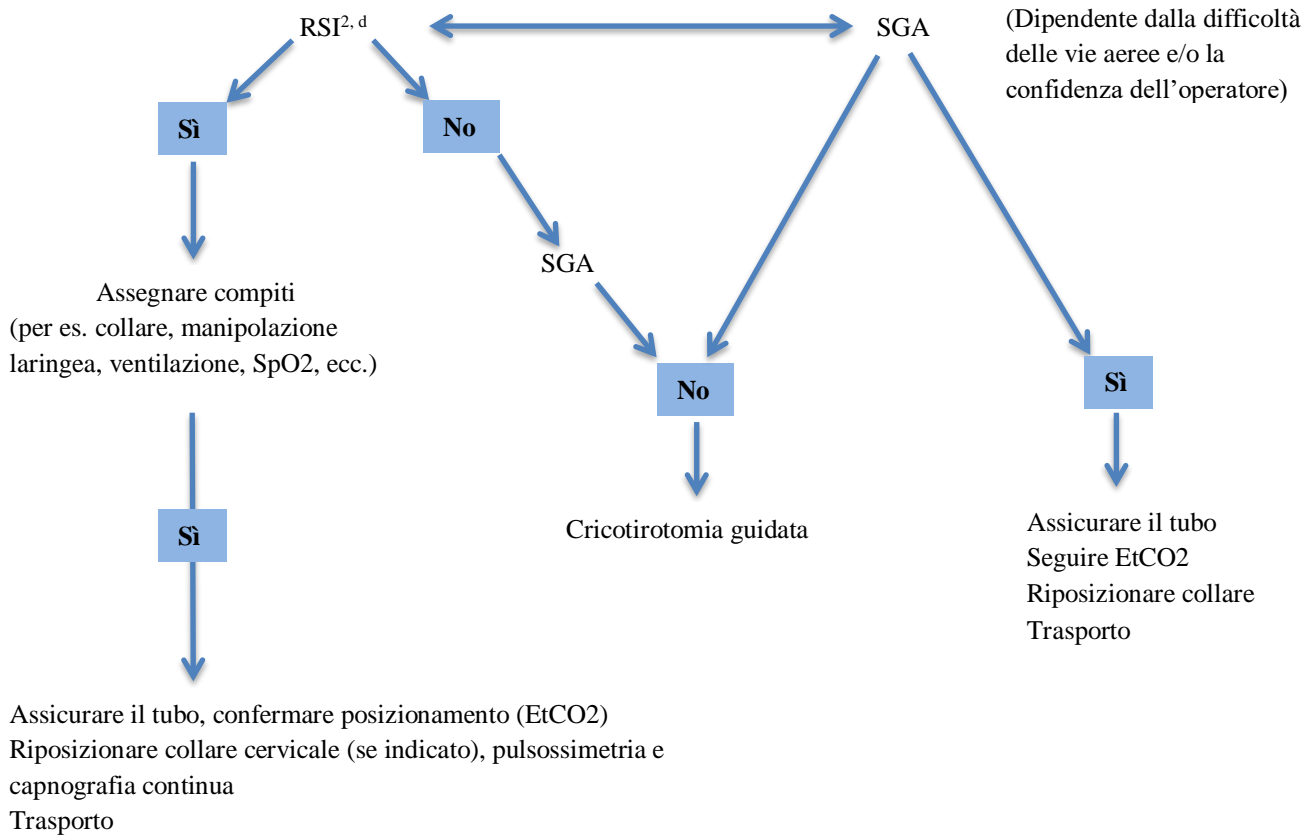 RSI2, d
SGA
(Dipendente dalla difficoltà
delle vie aeree e/o la
confidenza dell’operatore)
Sì
No
SGA
Assegnare compiti
(per es. collare, manipolazione
laringea, ventilazione, SpO2, ecc.)
No
Sì
Sì
Cricotirotomia guidata
Assicurare il tubo
Seguire EtCO2
Riposizionare collare
Trasporto
Assicurare il tubo, confermare posizionamento (EtCO2)
Riposizionare collare cervicale (se indicato), pulsossimetria e
capnografia continua
Trasporto